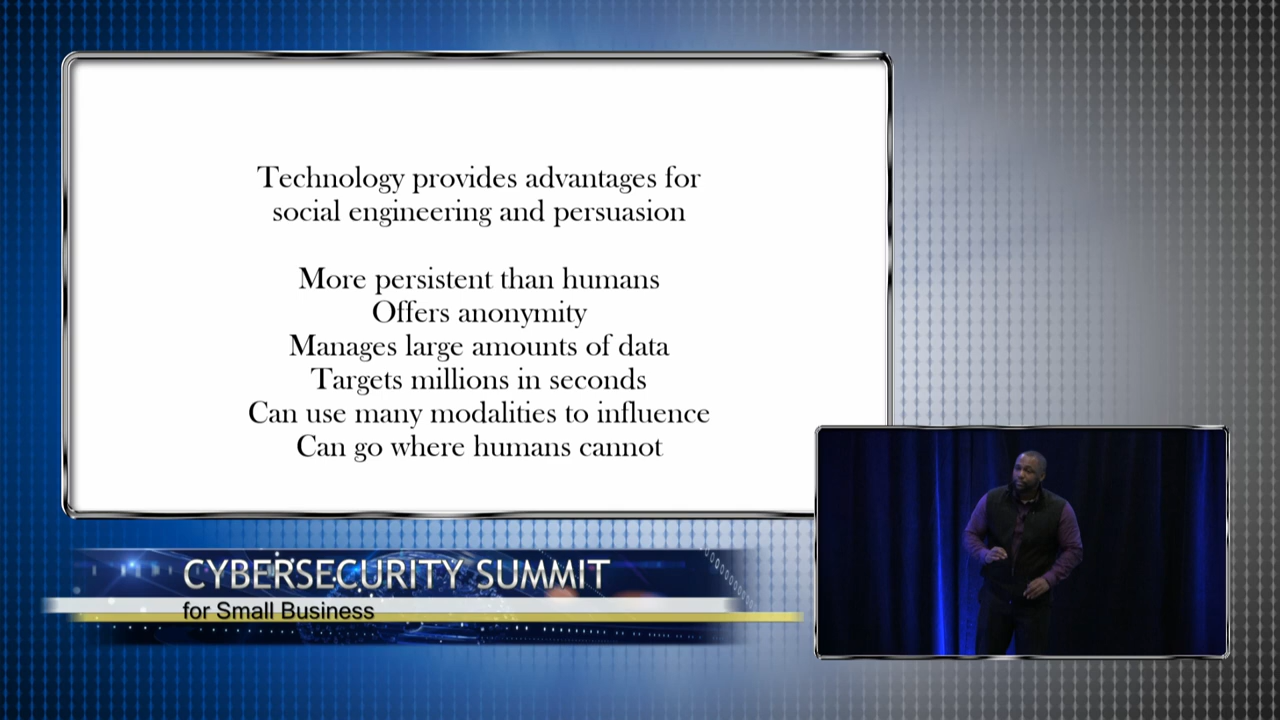 Technology provides advantages for
social engineering and persuasion
More persistent than humans
Offers anonymity
Manages large amounts of data
Targets millions in seconds
Can use many modalities to influence
Can go where humans cannot
CYBERSECURITY SUMMIT
for Small Business